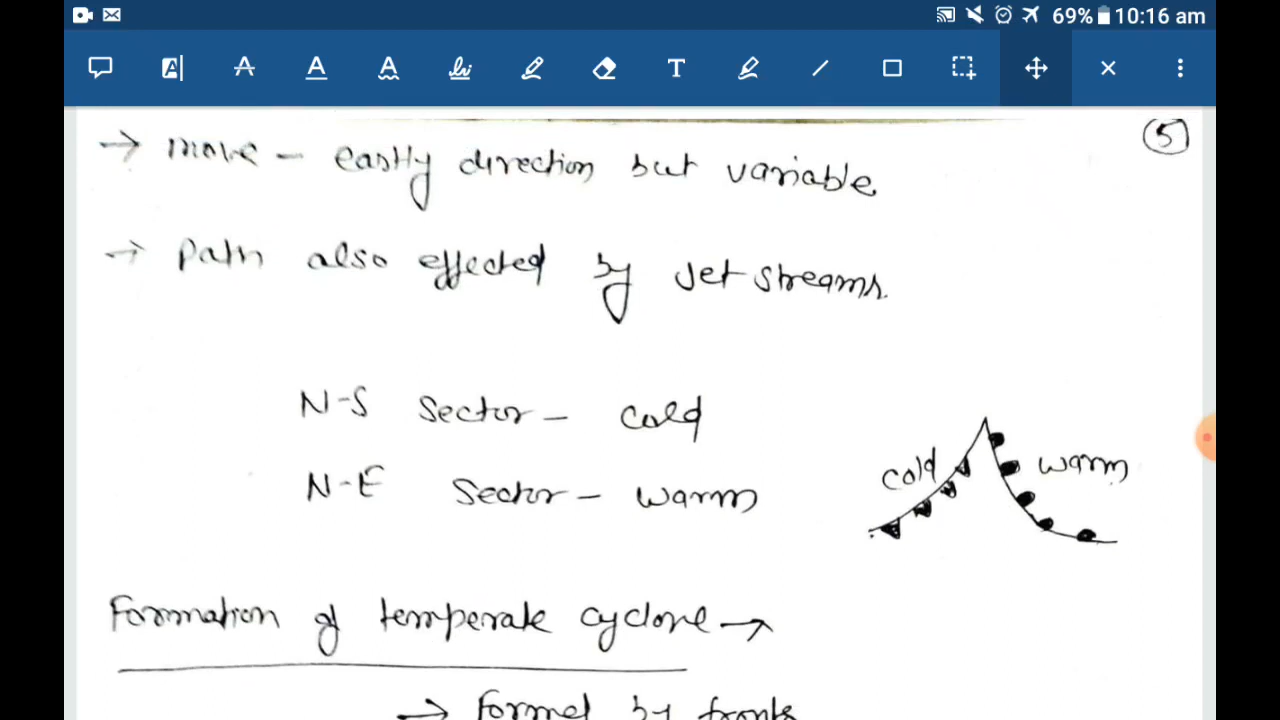 69% 10:16 am
A A A A T
5
→ move - eastly direction but variable
→ Path also effected by Jet streams.
N-S Sector - cold
N-E Sector - warm
cold warm
Formation of temperate cyclone →
→ Formed by fronts